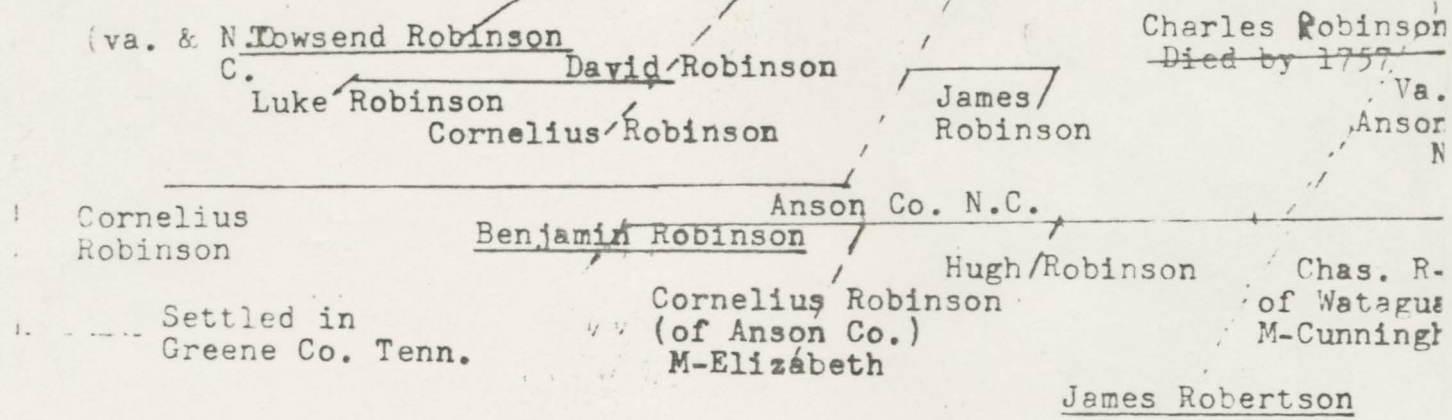 Charles Robinson
(va. & N. Towsend Robinson
C.
Died by 1757
David Robinson
Luke Robinson
Va.
James
Anson
Cornelius Robinson
Robinson
N
Anson Co. N.C.
Cornelius
Robinson
Benjamin Robinson
Hugh Robinson
Chas. R-
Cornelius Robinson
of Watagua
Settled in
(of Anson Co.)
M-Cunningh
Greene Co. Tenn.
M-Elizabeth
James Robertson